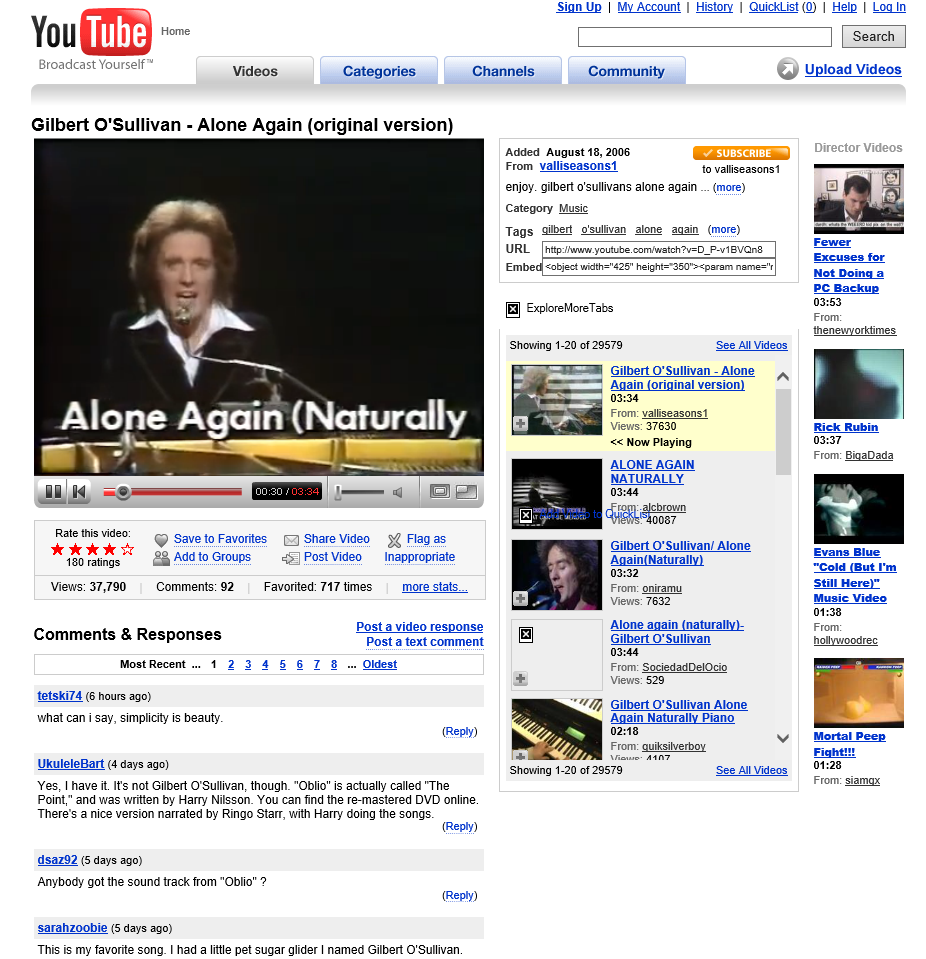 Sign Up | My Account | History | QuickList (0) | Help | Log In
YouTube
Home
Broadcast Yourself™
Search
Videos
Categories
Channels
Community
Upload Videos
Gilbert O'Sullivan - Alone Again (original version)
Alone Again (Naturally
00:30 / 03:34
Rate this video:
180 ratings
Save to Favorites
Share Video
Flag as
Add to Groups
Post Video
Inappropriate
Views: 37,790
Comments: 92
Favorited: 717 times
more stats...
Comments & Responses
Post a video response
Post a text comment
Most Recent ... 1 2 3 4 5 6 7 8 ... Oldest
tetski74 (6 hours ago)
what can i say, simplicity is beauty.
(Reply)
UkuleleBart (4 days ago)
Yes, I have it. It's not Gilbert O'Sullivan, though. "Oblio" is actually called "The
Point," and was written by Harry Nilsson. You can find the re-mastered DVD online.
There's a nice version narrated by Ringo Starr, with Harry doing the songs.
(Reply)
dsaz92 (5 days ago)
Anybody got the sound track from "Oblio" ?
(Reply)
sarahzoobie (5 days ago)
This is my favorite song. I had a little pet sugar glider I named Gilbert O'Sullivan.
Added August 18, 2006
From valliseasons1
SUBSCRIBE
to valliseasons1
enjoy. gilbert o'sullivans alone again ... (more)
Category Music
Tags gilbert o'sullivan alone again (more)
URL http://www.youtube.com/watch?v=D_P-v1BVQn8
Embed <object width="425" height="350"><param name="r
ExploreMoreTabs
Showing 1-20 of 29579
See All Videos
Gilbert O'Sullivan - Alone
Again (original version)
03:34
From: valliseasons1
Views: 37630
<< Now Playing
ALONE AGAIN
NATURALLY
03:44
From: alcbrown
to QuickList
Views: 40087
Gilbert O'Sullivan/ Alone
Again(Naturally)
03:32
From: oniramu
Views: 7632
Alone again (naturally)-
Gilbert O'Sullivan
03:44
From: SociedadDelOcio
Views: 529
Gilbert O'Sullivan Alone
Again Naturally Piano
02:18
From: quiksilverboy
Views: 4107
Showing 1-20 of 29579
See All Videos
Director Videos
Fewer
Excuses for
Not Doing a
PC Backup
03:53
From:
thenewyorktimes
Rick Rubin
03:37
From: BigaDada
Evans Blue
"Cold (But I'm
Still Here)"
Music Video
01:38
From:
hollywoodrec
Mortal Peep
Fight!!!
01:28
From: siamqx